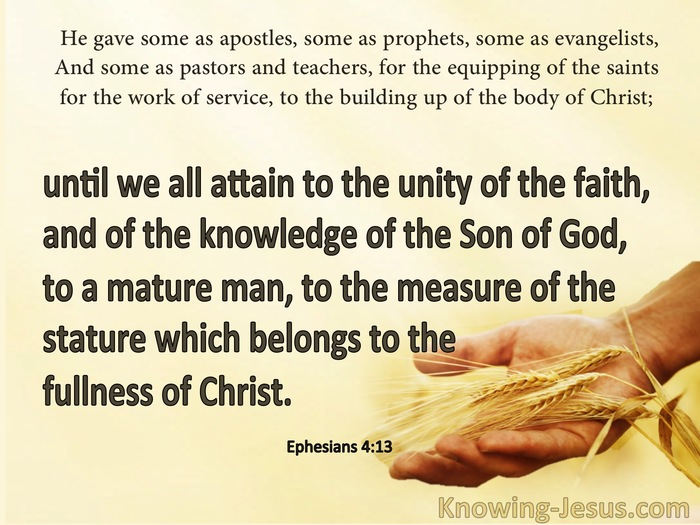 He gave some as apostles, some as prophets, some as evangelists,
And some as pastors and teachers, for the equipping of the saints
for the work of service, to the building up of the body of Christ;
until we all attain to the unity of the faith,
and of the knowledge of the Son of God,
to a mature man, to the measure of the
stature which belongs to the
fullness of Christ.
Ephesians 4:13
Knowing-Jesus.com